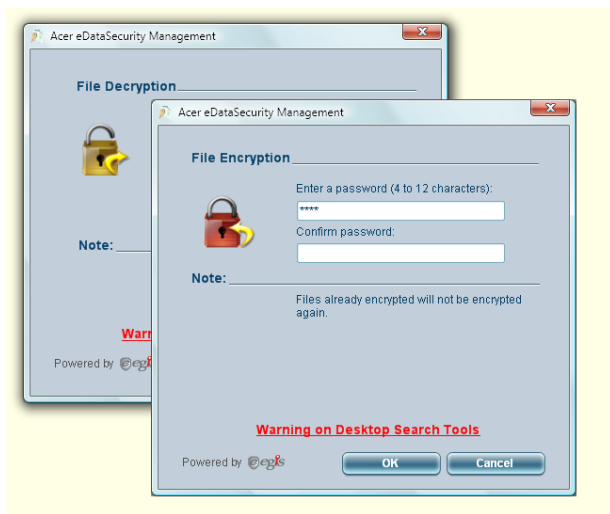 Acer eDataSecurity Management
File Decryption
Note:
Powered by egis
Acer eDataSecurity Management
File Encryption
Enter a password (4 to 12 characters):
****
Confirm password:
Note:
Files already encrypted will not be encrypted
again.
Warning on Desktop Search Tools
Powered by egis
OK
Cancel